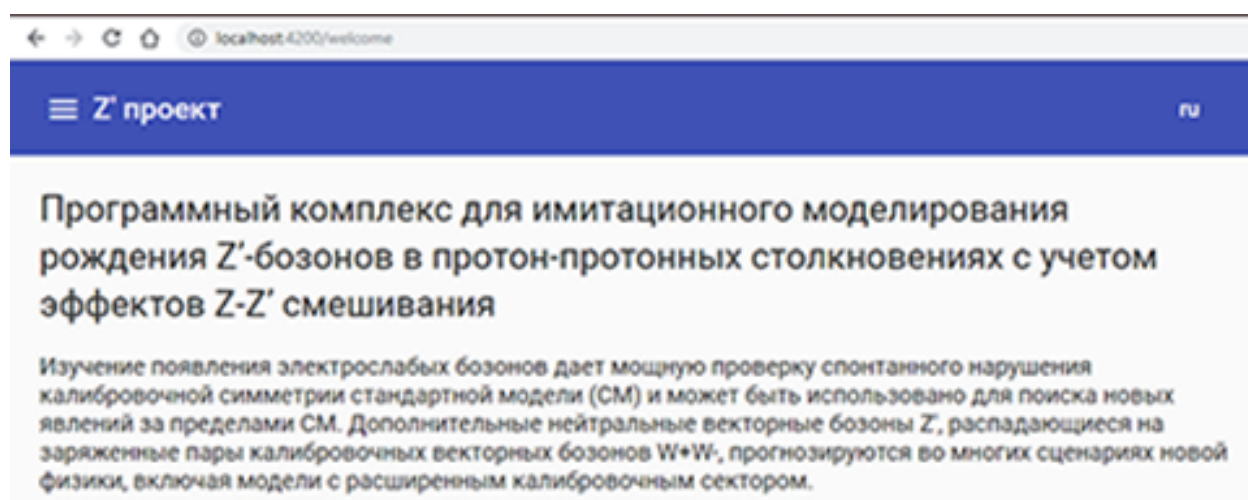 localhost:4200/welcome
Z' проект
ru
Программный комплекс для имитационного моделирования
рождения Z'-бозонов в протон-протонных столкновениях с учетом
эффектов Z-Z' смешивания
Изучение появления электрослабых бозонов дает мощную проверку спонтанного нарушения
калибровочной симметрии стандартной модели (СМ) и может быть использовано для поиска новых
явлений за пределами СМ. Дополнительные нейтральные векторные бозоны Z', распадающиеся на
заряженные пары калибровочных векторных бозонов W+W-, прогнозируются во многих сценариях новой
физики, включая модели с расширенным калибровочным сектором.